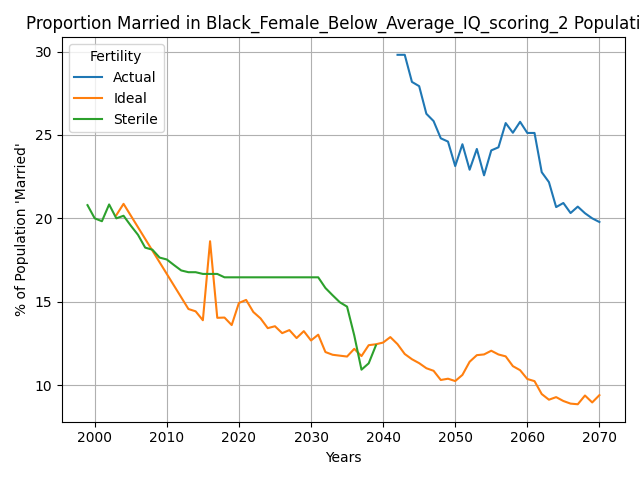 Proportion Married in Black_Female_Below_Average_IQ_scoring_2 Populati
30
25
20
15
10
% of Population 'Married'
Fertility
Actual
Ideal
Sterile
2000 2010 2020 2030 2040 2050 2060 2070
Years